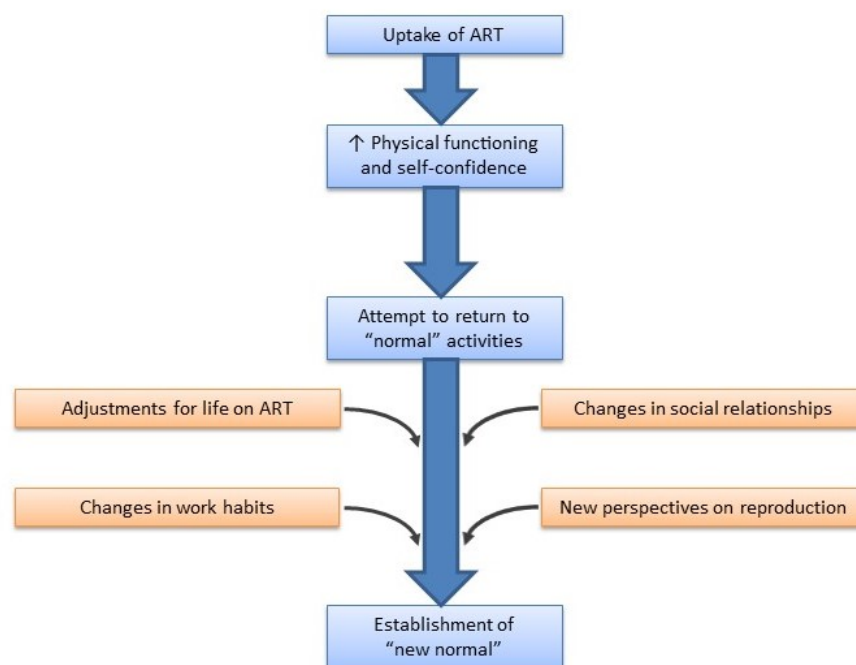 Uptake of ART
↑ Physical functioning
and self-confidence
Attempt to return to
“normal” activities
Adjustments for life on ART
Changes in social relationships
Changes in work habits
New perspectives on reproduction
Establishment of
“new normal”